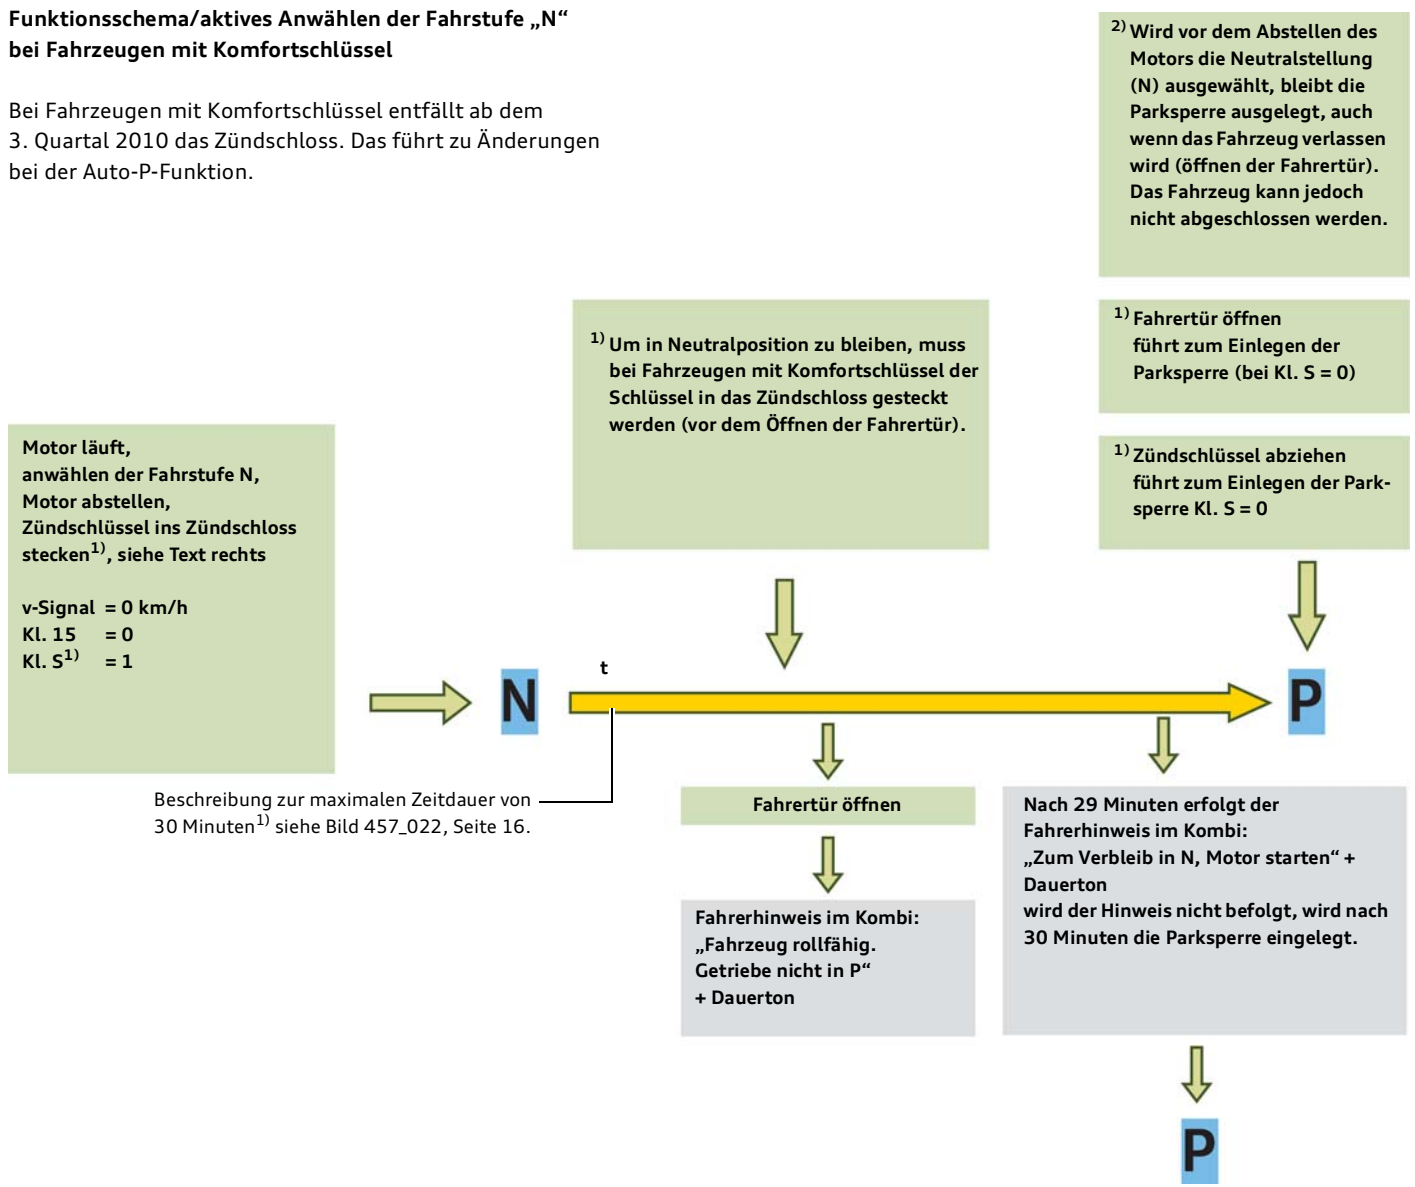 Funktionsschema/aktives Anwählen der Fahrstufe „N“
bei Fahrzeugen mit Komfortschlüssel
Bei Fahrzeugen mit Komfortschlüssel entfällt ab dem
3. Quartal 2010 das Zündschloss. Das führt zu Änderungen
bei der Auto-P-Funktion.
2) Wird vor dem Abstellen des
Motors die Neutralstellung
(N) ausgewählt, bleibt die
Parksperre ausgelegt, auch
wenn das Fahrzeug verlassen
wird (öffnen der Fahrertür).
Das Fahrzeug kann jedoch
nicht abgeschlossen werden.
1) Um in Neutralposition zu bleiben, muss
bei Fahrzeugen mit Komfortschlüssel der
Schlüssel in das Zündschloss gesteckt
werden (vor dem Öffnen der Fahrertür).
1) Fahrertür öffnen
führt zum Einlegen der
Parksperre (bei Kl. S = 0)
1) Zündschlüssel abziehen
führt zum Einlegen der Park-
sperre Kl. S = 0
Motor läuft,
anwählen der Fahrstufe N,
Motor abstellen,
Zündschlüssel ins Zündschloss
stecken1), siehe Text rechts
v-Signal = 0 km/h
Kl. 15 = 0
Kl. S1) = 1
N
t
P
Beschreibung zur maximalen Zeitdauer von
30 Minuten1) siehe Bild 457_022, Seite 16.
Fahrertür öffnen
Fahrerhinweis im Kombi:
„Fahrzeug rollfähig.
Getriebe nicht in P“
+ Dauerton
Nach 29 Minuten erfolgt der
Fahrerhinweis im Kombi:
„Zum Verbleib in N, Motor starten“ +
Dauerton
wird der Hinweis nicht befolgt, wird nach
30 Minuten die Parksperre eingelegt.
P